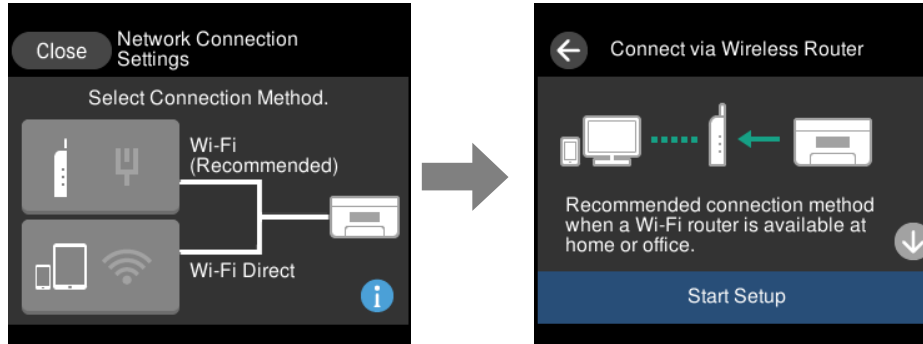 Close
Network Connection
Settings
Select Connection Method.
Wi-Fi
(Recommended)
Wi-Fi Direct
i
Connect via Wireless Router
Recommended connection method
when a Wi-Fi router is available at
home or office.
Start Setup